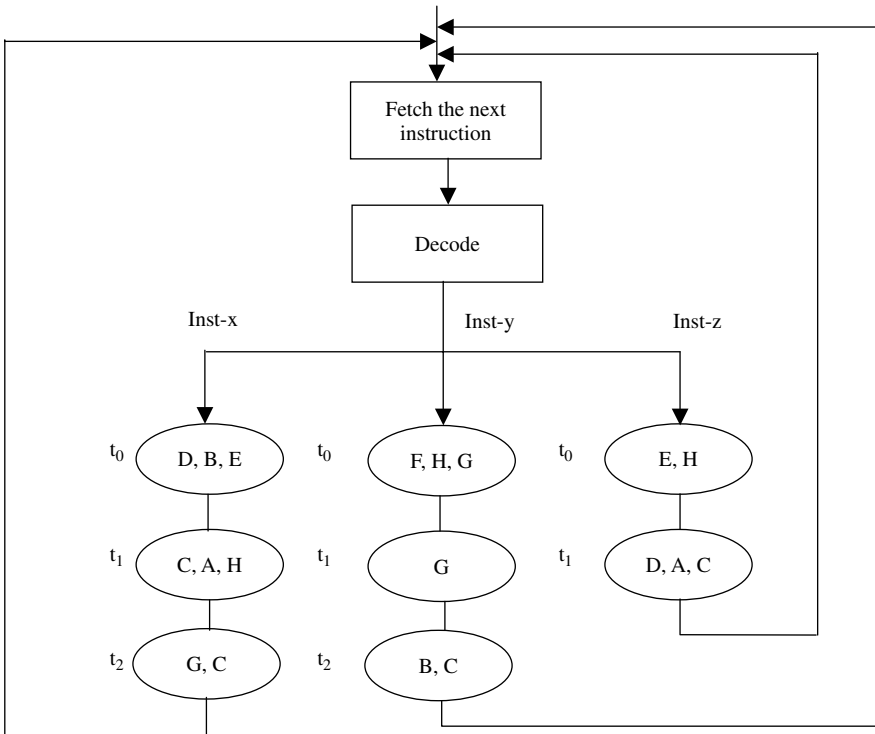 Fetch the next
instruction
Decode
Inst-x
Inst-y
Inst-z
t0
D, B, E
t0
F, H, G
t0
E, H
t1
C, A, H
t1
G
t1
D, A, C
t2
G, C
t2
B, C